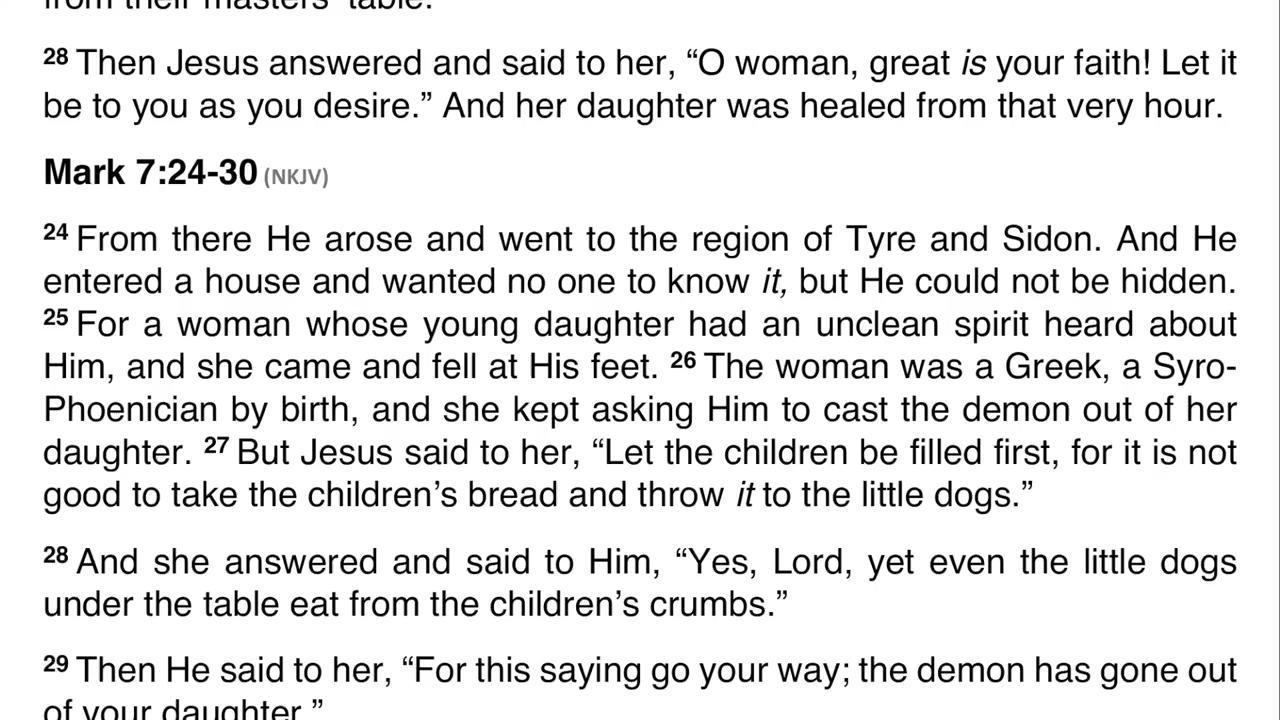 from their masters' table.
28 Then Jesus answered and said to her, “O woman, great is your faith! Let it
be to you as you desire.” And her daughter was healed from that very hour.
Mark 7:24-30 (NKJV)
24 From there He arose and went to the region of Tyre and Sidon. And He
entered a house and wanted no one to know it, but He could not be hidden.
25 For a woman whose young daughter had an unclean spirit heard about
Him, and she came and fell at His feet. 26 The woman was a Greek, a Syro-
Phoenician by birth, and she kept asking Him to cast the demon out of her
daughter. 27 But Jesus said to her, “Let the children be filled first, for it is not
good to take the children’s bread and throw it to the little dogs.”
28 And she answered and said to Him, “Yes, Lord, yet even the little dogs
under the table eat from the children’s crumbs.”
29 Then He said to her, “For this saying go your way; the demon has gone out
of your daughter.”